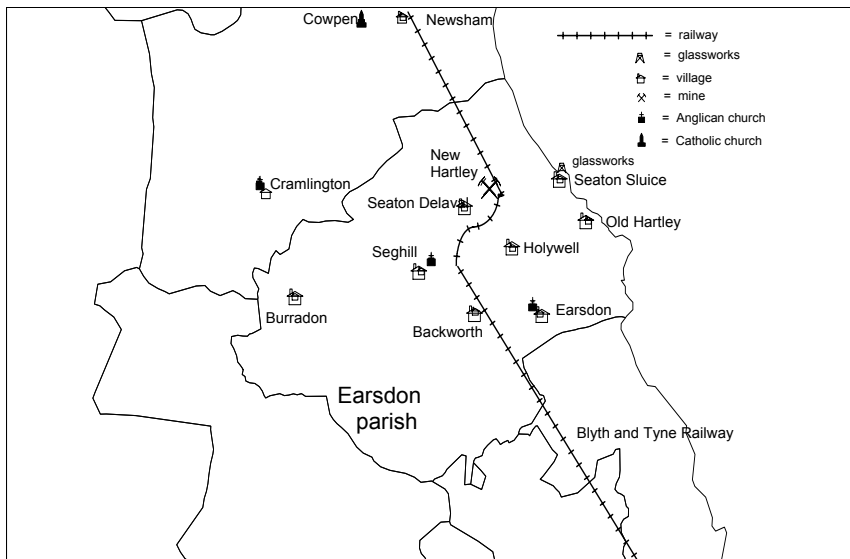 Cowpen
Newsham
= railway
= glassworks
= village
= mine
= Anglican church
= Catholic church
New
Hartley
glassworks
Cramlington
Seaton Sluice
Seaton Delaval
Old Hartley
Seghill
Holywell
Burradon
Backworth
Earsdon
Earsdon
parish
Blyth and Tyne Railway